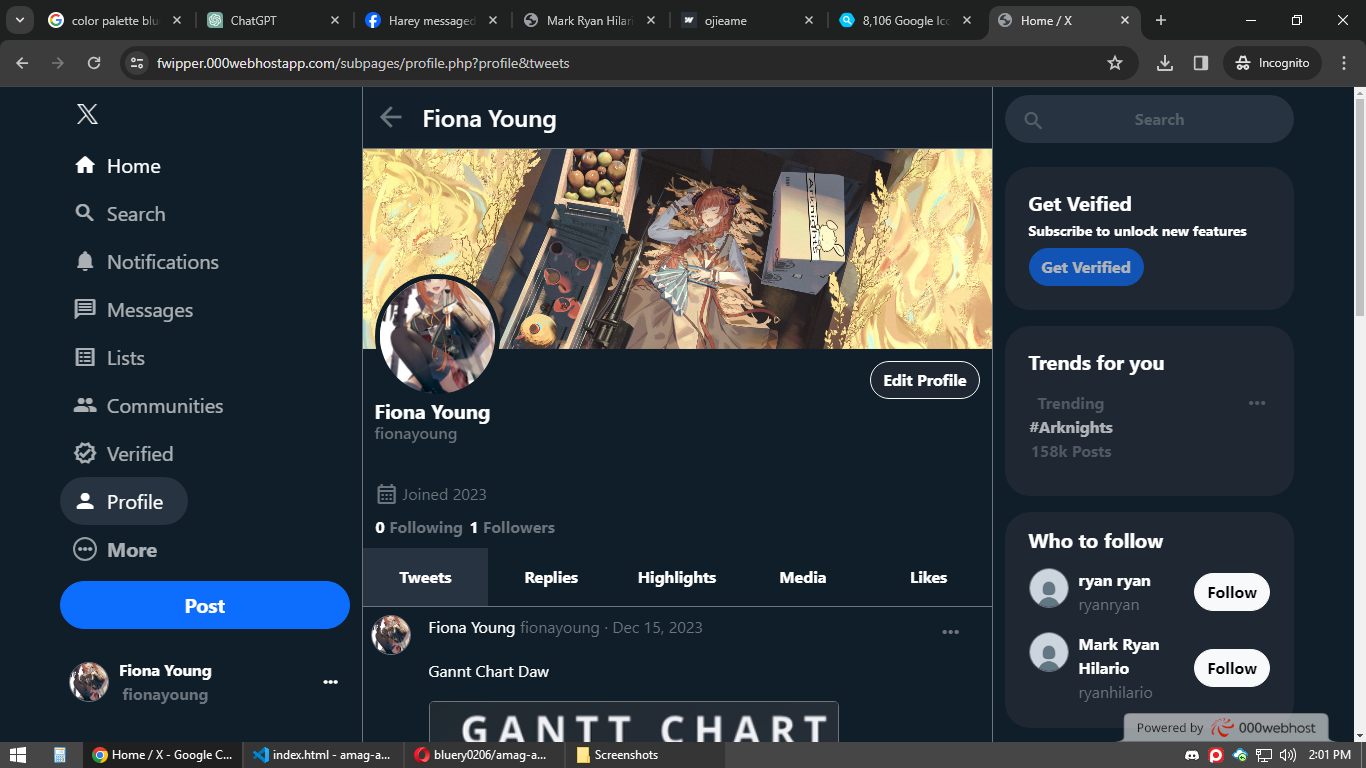 color palette blu
ChatGPT
Harey messaged
Mark Ryan Hilari
ojieame
8,106 Google Ico
Home / X
fwipper.000webhostapp.com/subpages/profile.php?profile&tweets
Incognito
Home
Search
Notifications
Messages
Lists
Communities
Verified
Profile
More
Post
Fiona Young
fionayoung
Fiona Young
ARKNIGHTS
Edit Profile
Fiona Young
fionayoung
Joined 2023
0 Following 1 Followers
Tweets
Replies
Highlights
Media
Likes
Fiona Young fionayoung · Dec 15, 2023
Gannt Chart Daw
GANTT CHART
Search
Get Veified
Subscribe to unlock new features
Get Verified
Trends for you
Trending
#Arknights
158k Posts
Who to follow
ryan ryan
ryanryan
Follow
Mark Ryan
Hilario
ryanhilario
Follow
Powered by 000webhost
Home / X - Google C...
index.html - amag-a...
bluery0206/amag-a...
Screenshots
2:01 PM